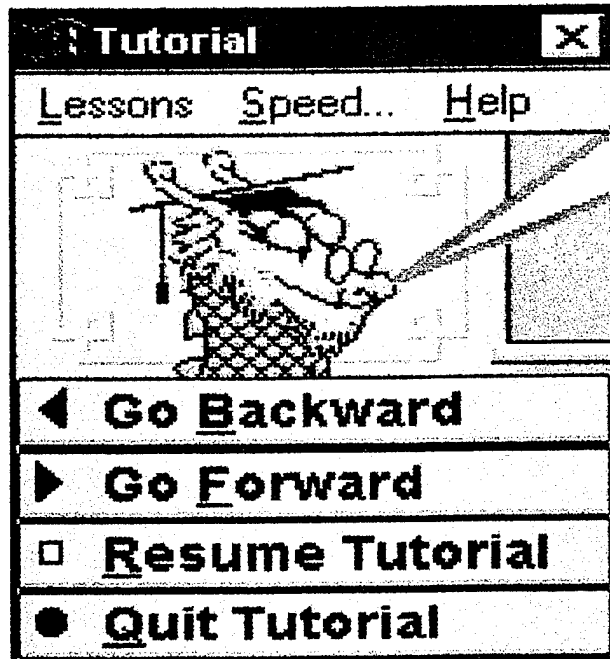 Tutorial
Lessons Speed... Help
Go Backward
Go Forward
Resume Tutorial
Quit Tutorial